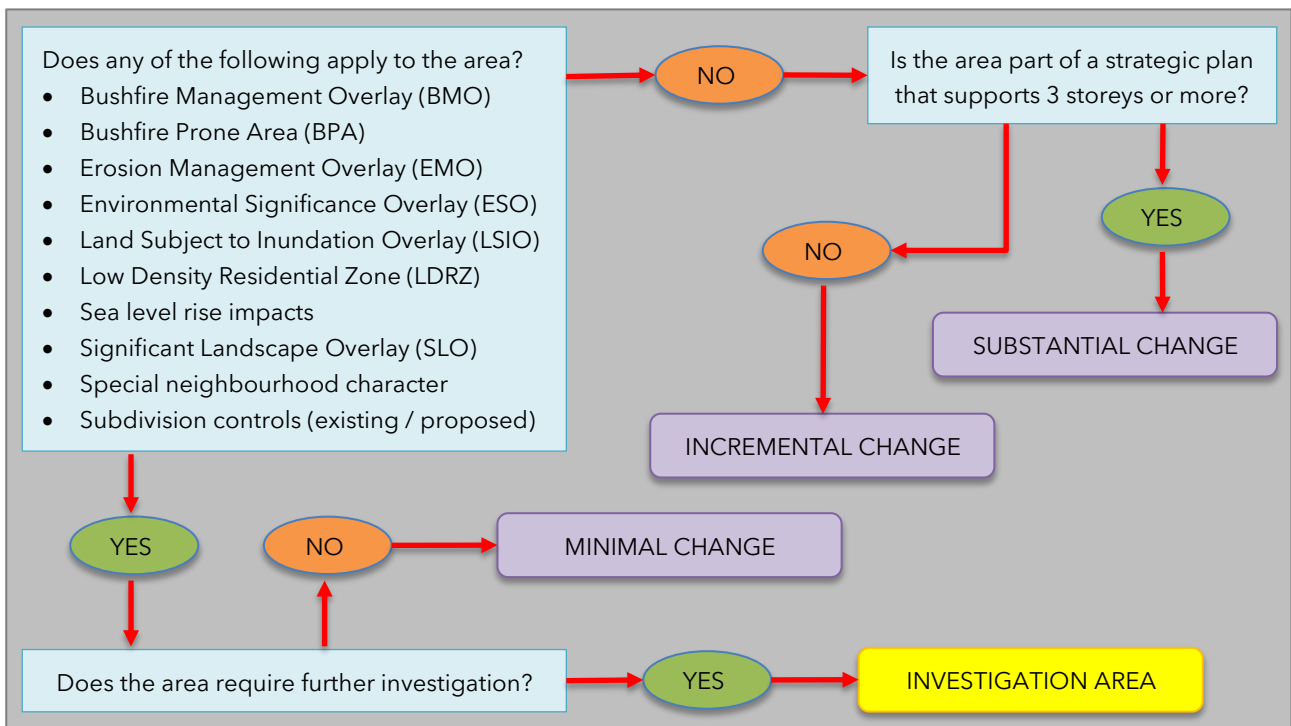 Does any of the following apply to the area?
• Bushfire Management Overlay (BMO)
• Bushfire Prone Area (BPA)
• Erosion Management Overlay (EMO)
• Environmental Significance Overlay (ESO)
• Land Subject to Inundation Overlay (LSIO)
• Low Density Residential Zone (LDRZ)
• Sea level rise impacts
• Significant Landscape Overlay (SLO)
• Special neighbourhood character
• Subdivision controls (existing / proposed)
NO
Is the area part of a strategic plan
that supports 3 storeys or more?
YES
NO
SUBSTANTIAL CHANGE
INCREMENTAL CHANGE
YES
NO
MINIMAL CHANGE
Does the area require further investigation?
YES
INVESTIGATION AREA